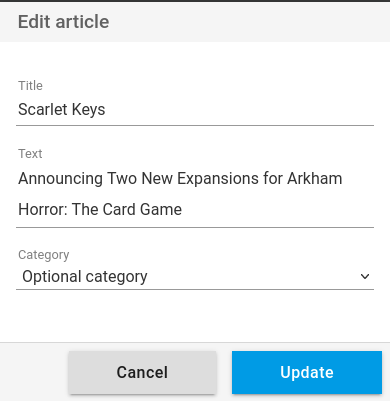 Edit article
Title
Scarlet Keys
Text
Announcing Two New Expansions for Arkham
Horror: The Card Game
Category
Optional category
Cancel
Update